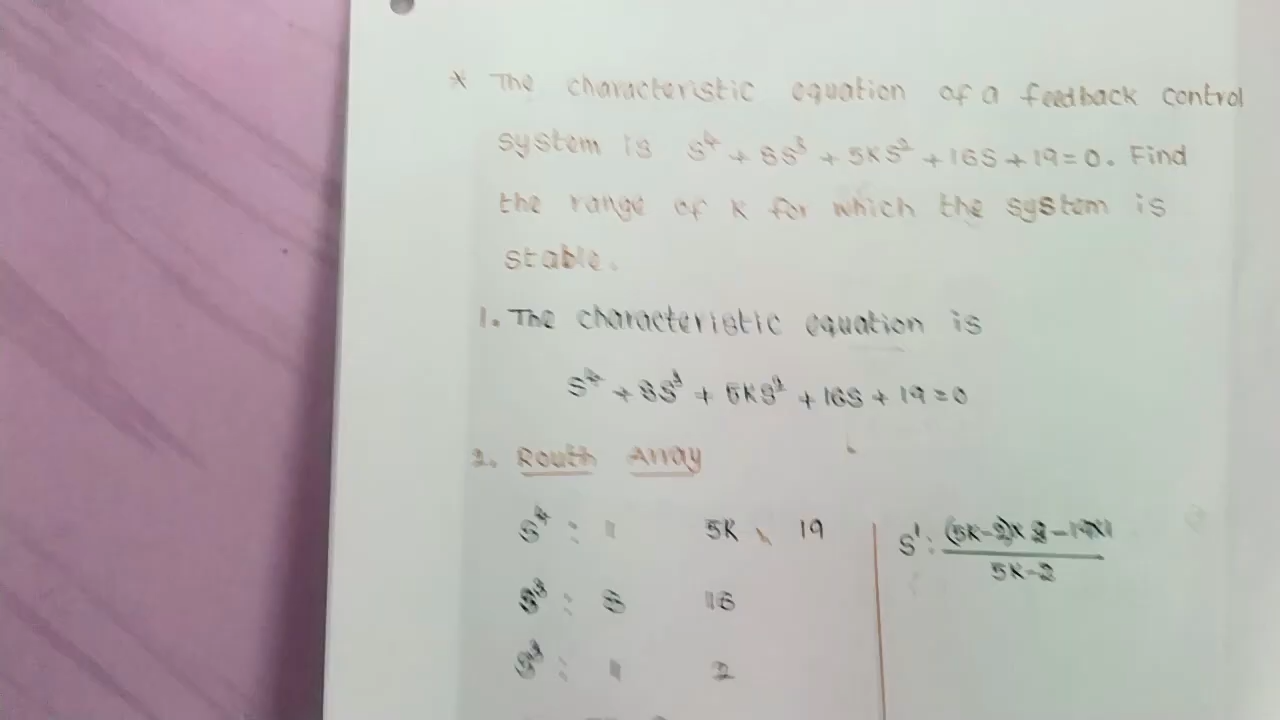 * The characteristic equation of a feedback control
system is S⁴ + 8S³ + 5KS² + 16S + 19 = 0. Find
the range of K for which the system is
stable.
1. The characteristic equation is
S⁴ + 8S³ + 5KS² + 16S + 19 = 0
2. Routh Array
S⁴ : 1 5K 19
S³ : 8 16
S³ : 1 2
S¹ : (5K-2)x 2 - 19x1
5K-2